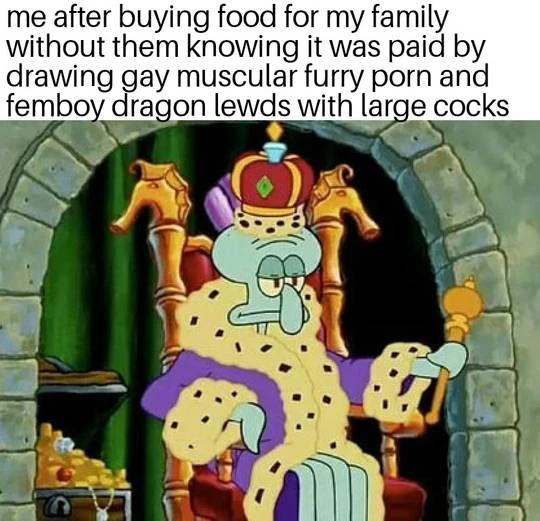 me after buying food for my family
without them knowing it was paid by
drawing gay muscular furry porn and
femboy dragon lewds with large cocks